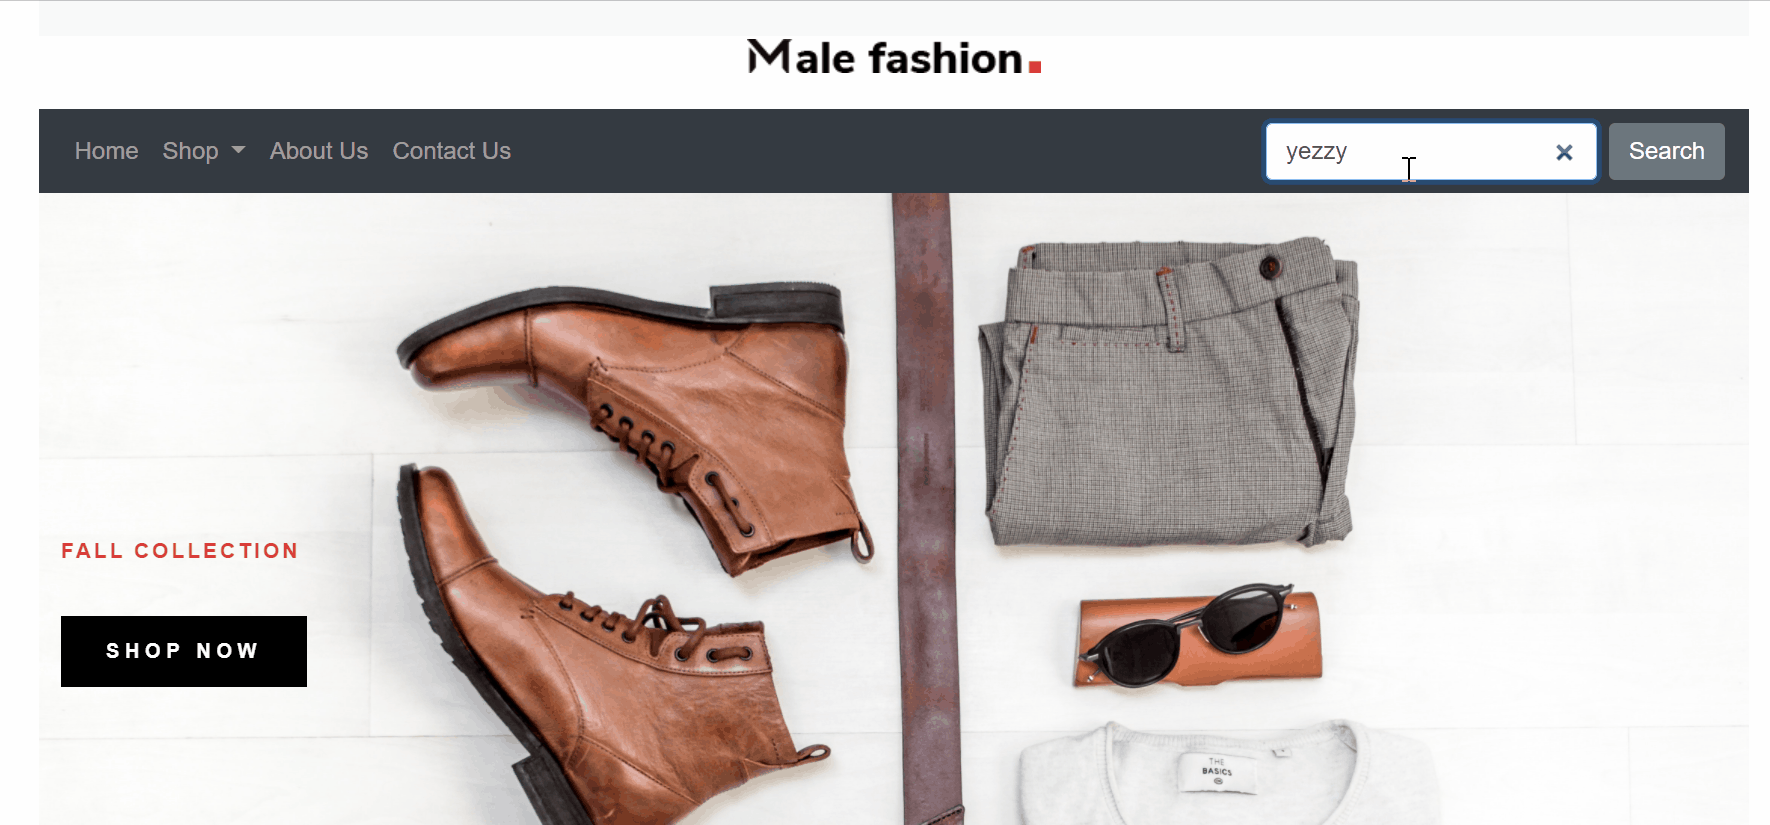 Male fashion.
Home Shop About Us Contact Us yezzy Search
FALL COLLECTION
SHOP NOW
THE
BASICS